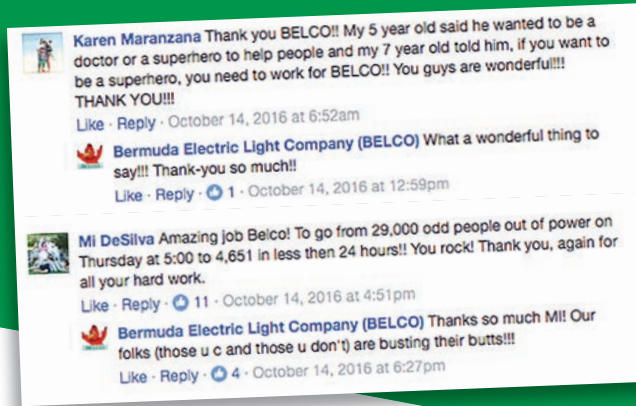 Karen Maranzana Thank you BELCO!! My 5 year old said he wanted to be a
doctor or a superhero to help people and my 7 year old told him, if you want to
be a superhero, you need to work for BELCO!! You guys are wonderful!!!
THANK YOU!!!
Like · Reply · October 14, 2016 at 6:52am
Bermuda Electric Light Company (BELCO) What a wonderful thing to
say!!! Thank-you so much!!
Like · Reply · 1 · October 14, 2016 at 12:59pm
Mi DeSilva Amazing job Belco! To go from 29,000 odd people out of power on
Thursday at 5:00 to 4,651 in less then 24 hours!! You rock! Thank you, again for
all your hard work.
Like · Reply · 11 · October 14, 2016 at 4:51pm
Bermuda Electric Light Company (BELCO) Thanks so much MI! Our
folks (those u c and those u don't) are busting their butts!!!
Like · Reply · 4 · October 14, 2016 at 6:27pm